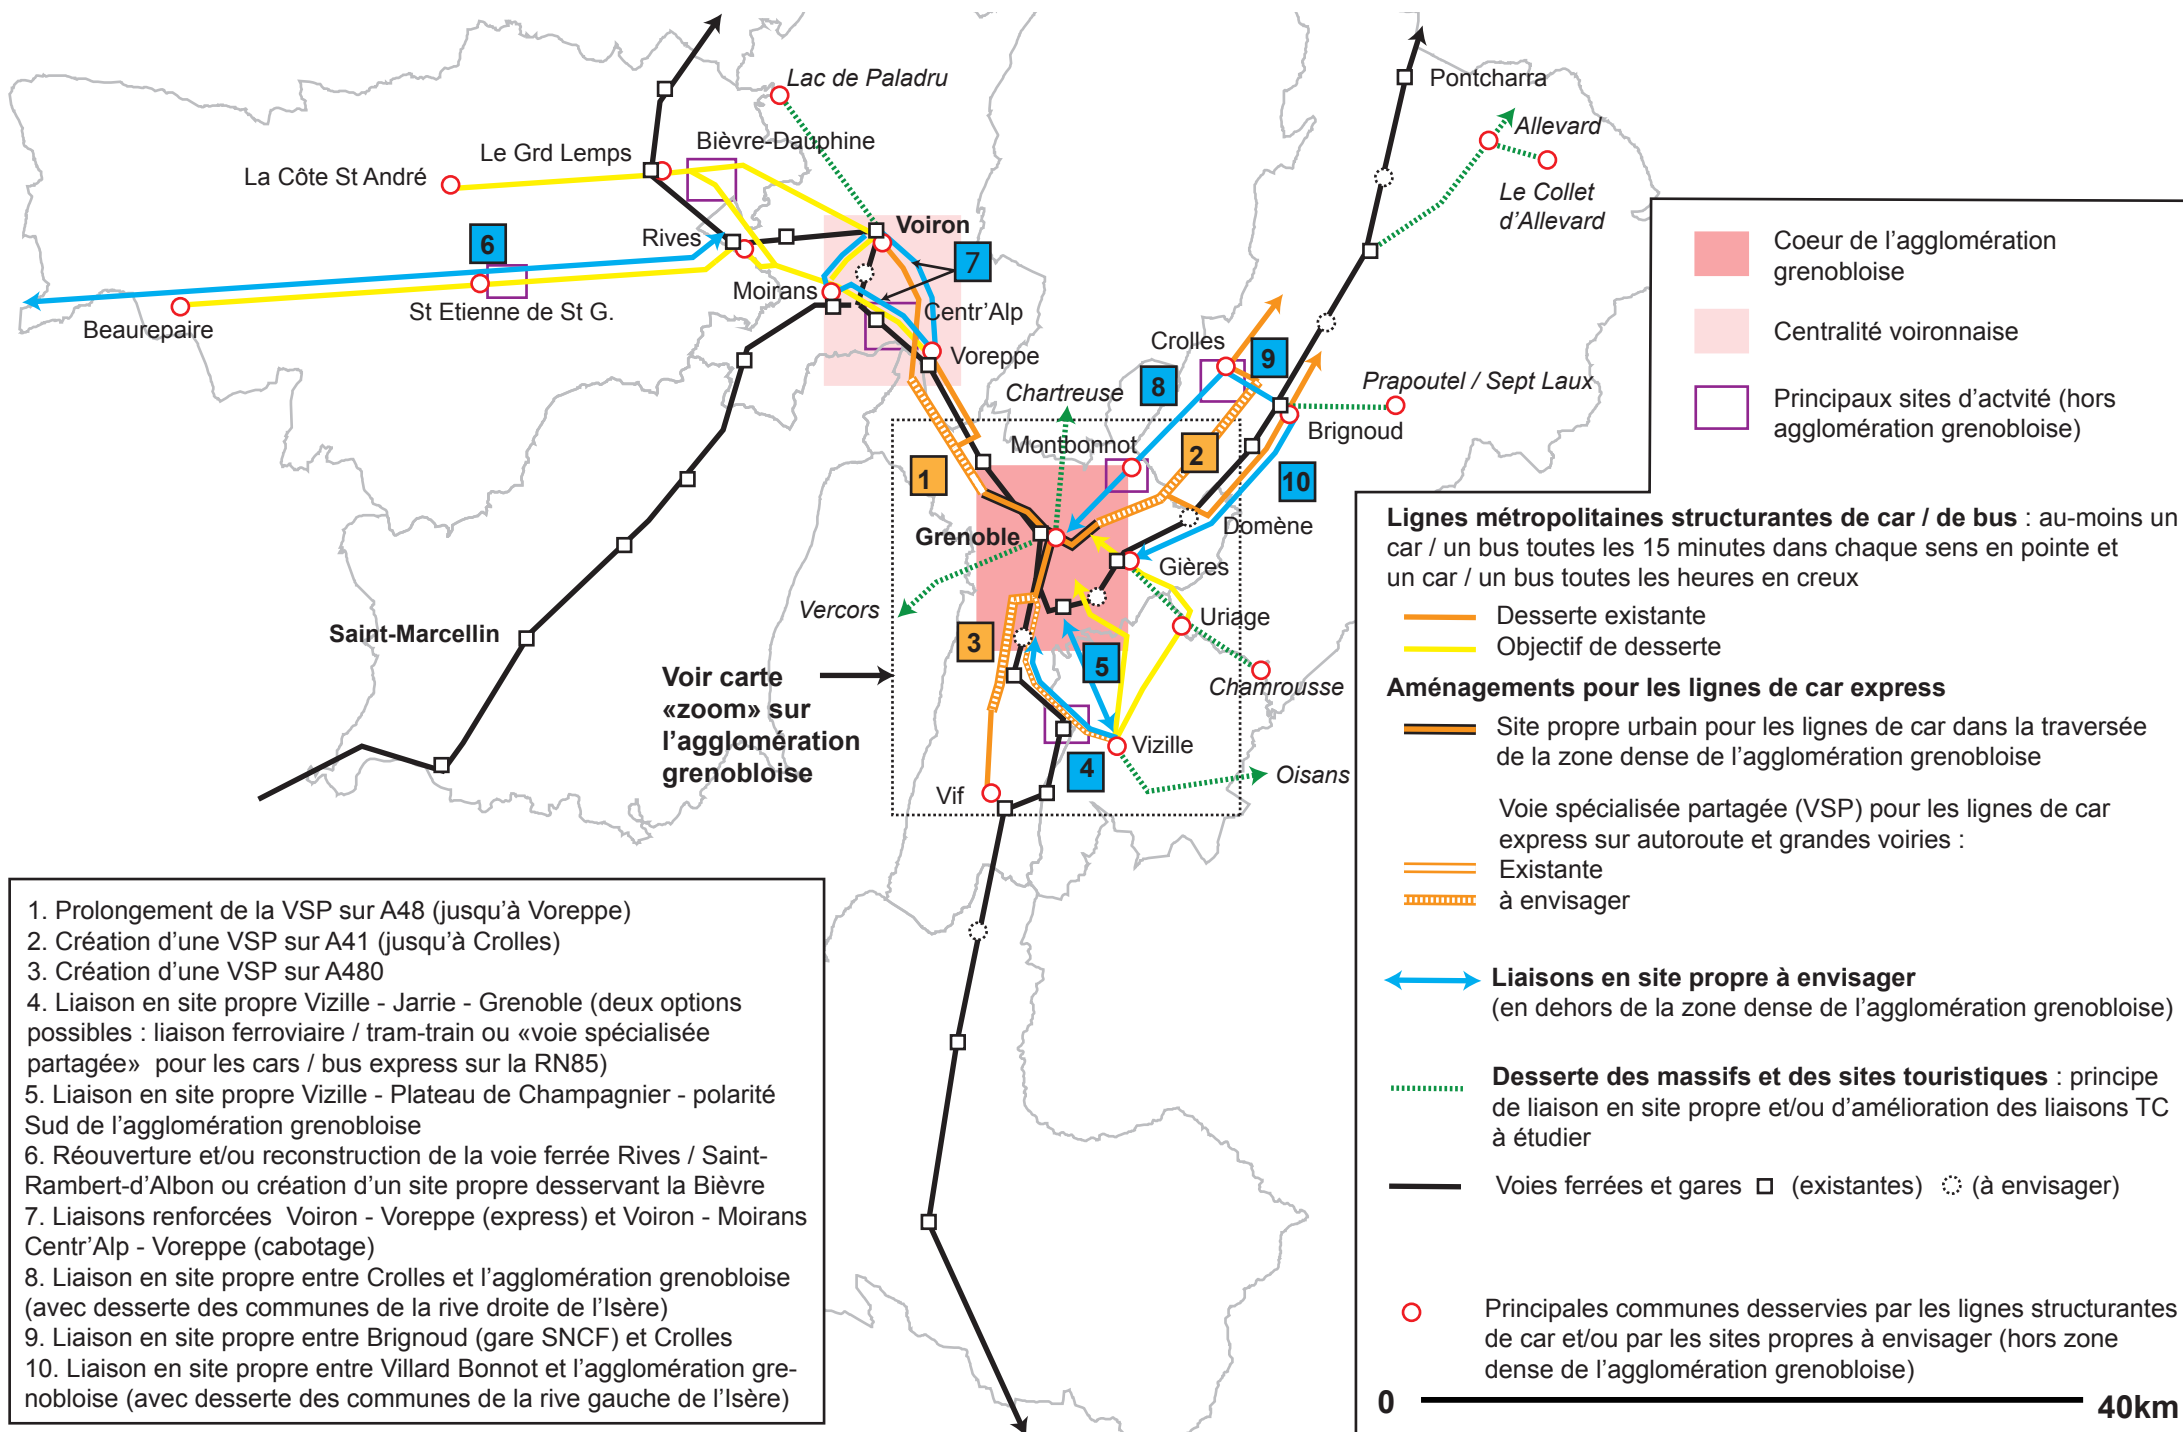 Lac de Paladru
Pontcharra
Le Grd Lemps
Bièvre-Dauphine
Allevard
La Côte St André
Le Collet
d'Allevard
Rives
Voiron
6
7
Moirans
Centr'Alp
St Etienne de St G.
Beaurepaire
Voreppe
Crolles
9
8
Chartreuse
Prapoutel / Sept Laux
Brignoud
Montbonnot
2
1
10
Grenoble
Domène
Gières
Vercors
Uriage
Saint-Marcellin
3
5
Chamrousse
Voir carte
«zoom» sur
l'agglomération
grenobloise
Vizille
4
Oisans
Vif
Coeur de l'agglomération
grenobloise
Centralité voironnaise
Principaux sites d'actvité (hors
agglomération grenobloise)
Lignes métropolitaines structurantes de car / de bus : au-moins un
car / un bus toutes les 15 minutes dans chaque sens en pointe et
un car / un bus toutes les heures en creux
Desserte existante
Objectif de desserte
Aménagements pour les lignes de car express
Site propre urbain pour les lignes de car dans la traversée
de la zone dense de l'agglomération grenobloise
Voie spécialisée partagée (VSP) pour les lignes de car
express sur autoroute et grandes voiries :
Existante
à envisager
Liaisons en site propre à envisager
(en dehors de la zone dense de l'agglomération grenobloise)
Desserte des massifs et des sites touristiques : principe
de liaison en site propre et/ou d'amélioration des liaisons TC
à étudier
Voies ferrées et gares (existantes) (à envisager)
Principales communes desservies par les lignes structurantes
de car et/ou par les sites propres à envisager (hors zone
dense de l'agglomération grenobloise)
0 40km
1. Prolongement de la VSP sur A48 (jusqu'à Voreppe)
2. Création d'une VSP sur A41 (jusqu'à Crolles)
3. Création d'une VSP sur A480
4. Liaison en site propre Vizille - Jarrie - Grenoble (deux options
possibles : liaison ferroviaire / tram-train ou «voie spécialisée
partagée» pour les cars / bus express sur la RN85)
5. Liaison en site propre Vizille - Plateau de Champagnier - polarité
Sud de l'agglomération grenobloise
6. Réouverture et/ou reconstruction de la voie ferrée Rives / Saint-
Rambert-d'Albon ou création d'un site propre desservant la Bièvre
7. Liaisons renforcées Voiron - Voreppe (express) et Voiron - Moirans
Centr'Alp - Voreppe (cabotage)
8. Liaison en site propre entre Crolles et l'agglomération grenobloise
(avec desserte des communes de la rive droite de l'Isère)
9. Liaison en site propre entre Brignoud (gare SNCF) et Crolles
10. Liaison en site propre entre Villard Bonnot et l'agglomération gre-
nobloise (avec desserte des communes de la rive gauche de l'Isère)